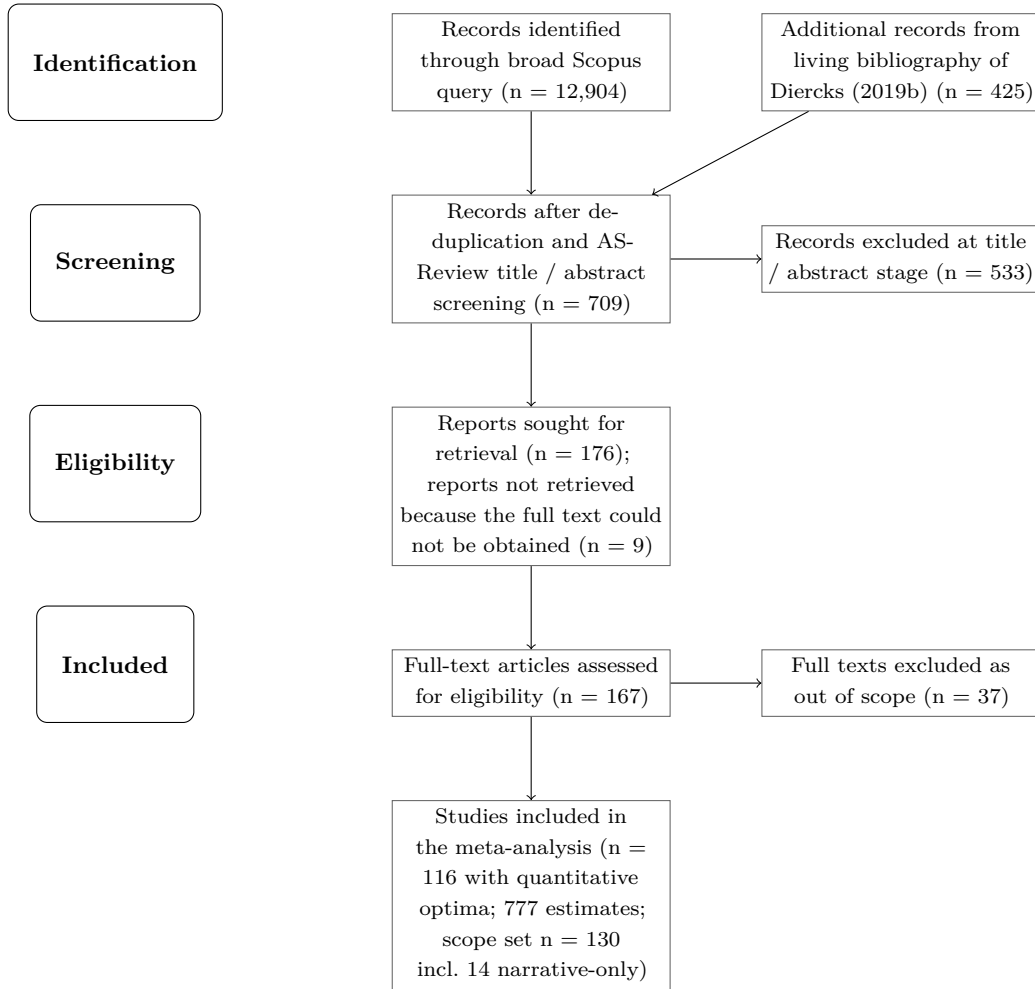 Identification
Records identified
through broad Scopus
query (n = 12,904)
Additional records from
living bibliography of
Diercks (2019b) (n = 425)
Screening
Records after de-
duplication and AS-
Review title / abstract
screening (n = 709)
Records excluded at title
/ abstract stage (n = 533)
Eligibility
Reports sought for
retrieval (n = 176);
reports not retrieved
because the full text could
not be obtained (n = 9)
Included
Full-text articles assessed
for eligibility (n = 167)
Full texts excluded as
out of scope (n = 37)
Studies included in
the meta-analysis (n =
116 with quantitative
optima; 777 estimates;
scope set n = 130
incl. 14 narrative-only)